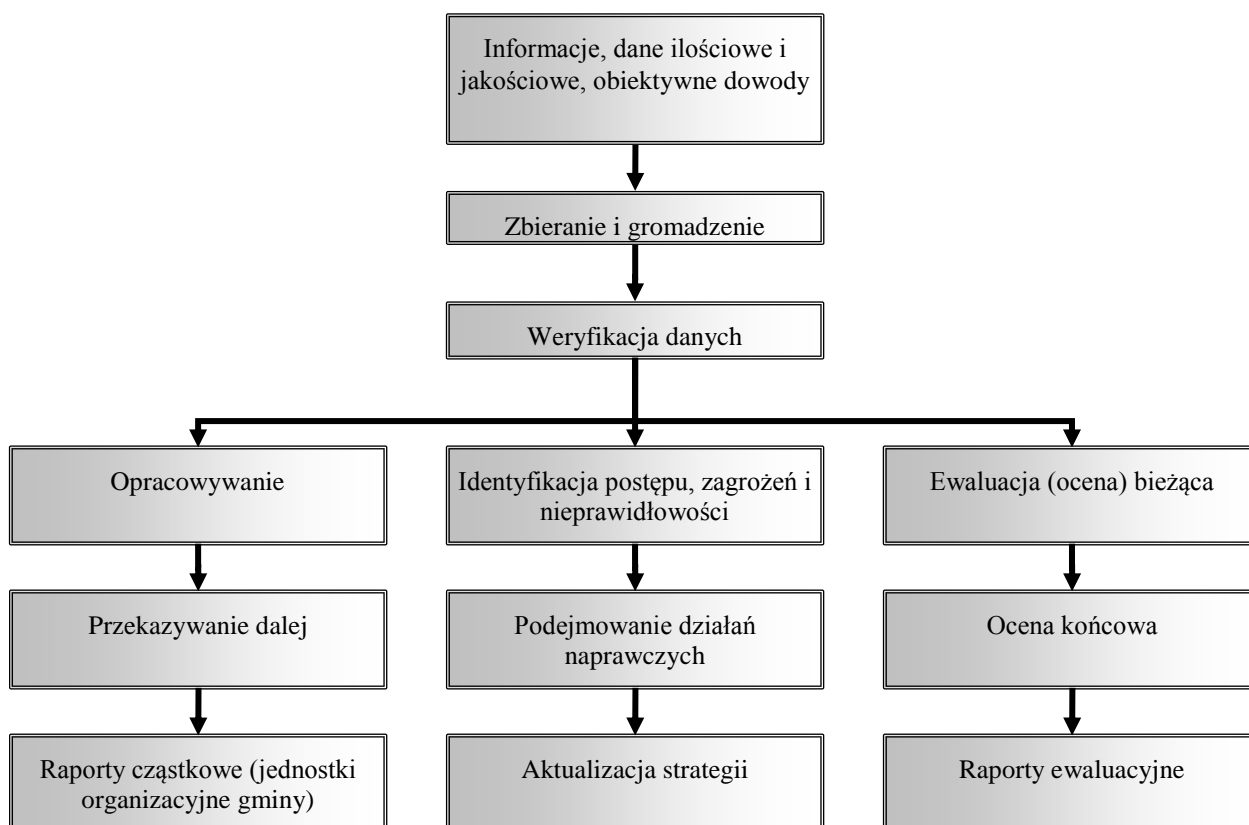 Informacje, dane ilościowe i
jakościowe, obiektywne dowody
Zbieranie i gromadzenie
Weryfikacja danych
Opracowywanie
Identyfikacja postępu, zagrożeń i
nieprawidłowości
Ewaluacja (ocena) bieżąca
Przekazywanie dalej
Podejmowanie działań
naprawczych
Ocena końcowa
Raporty cząstkowe (jednostki
organizacyjne gminy)
Aktualizacja strategii
Raporty ewaluacyjne